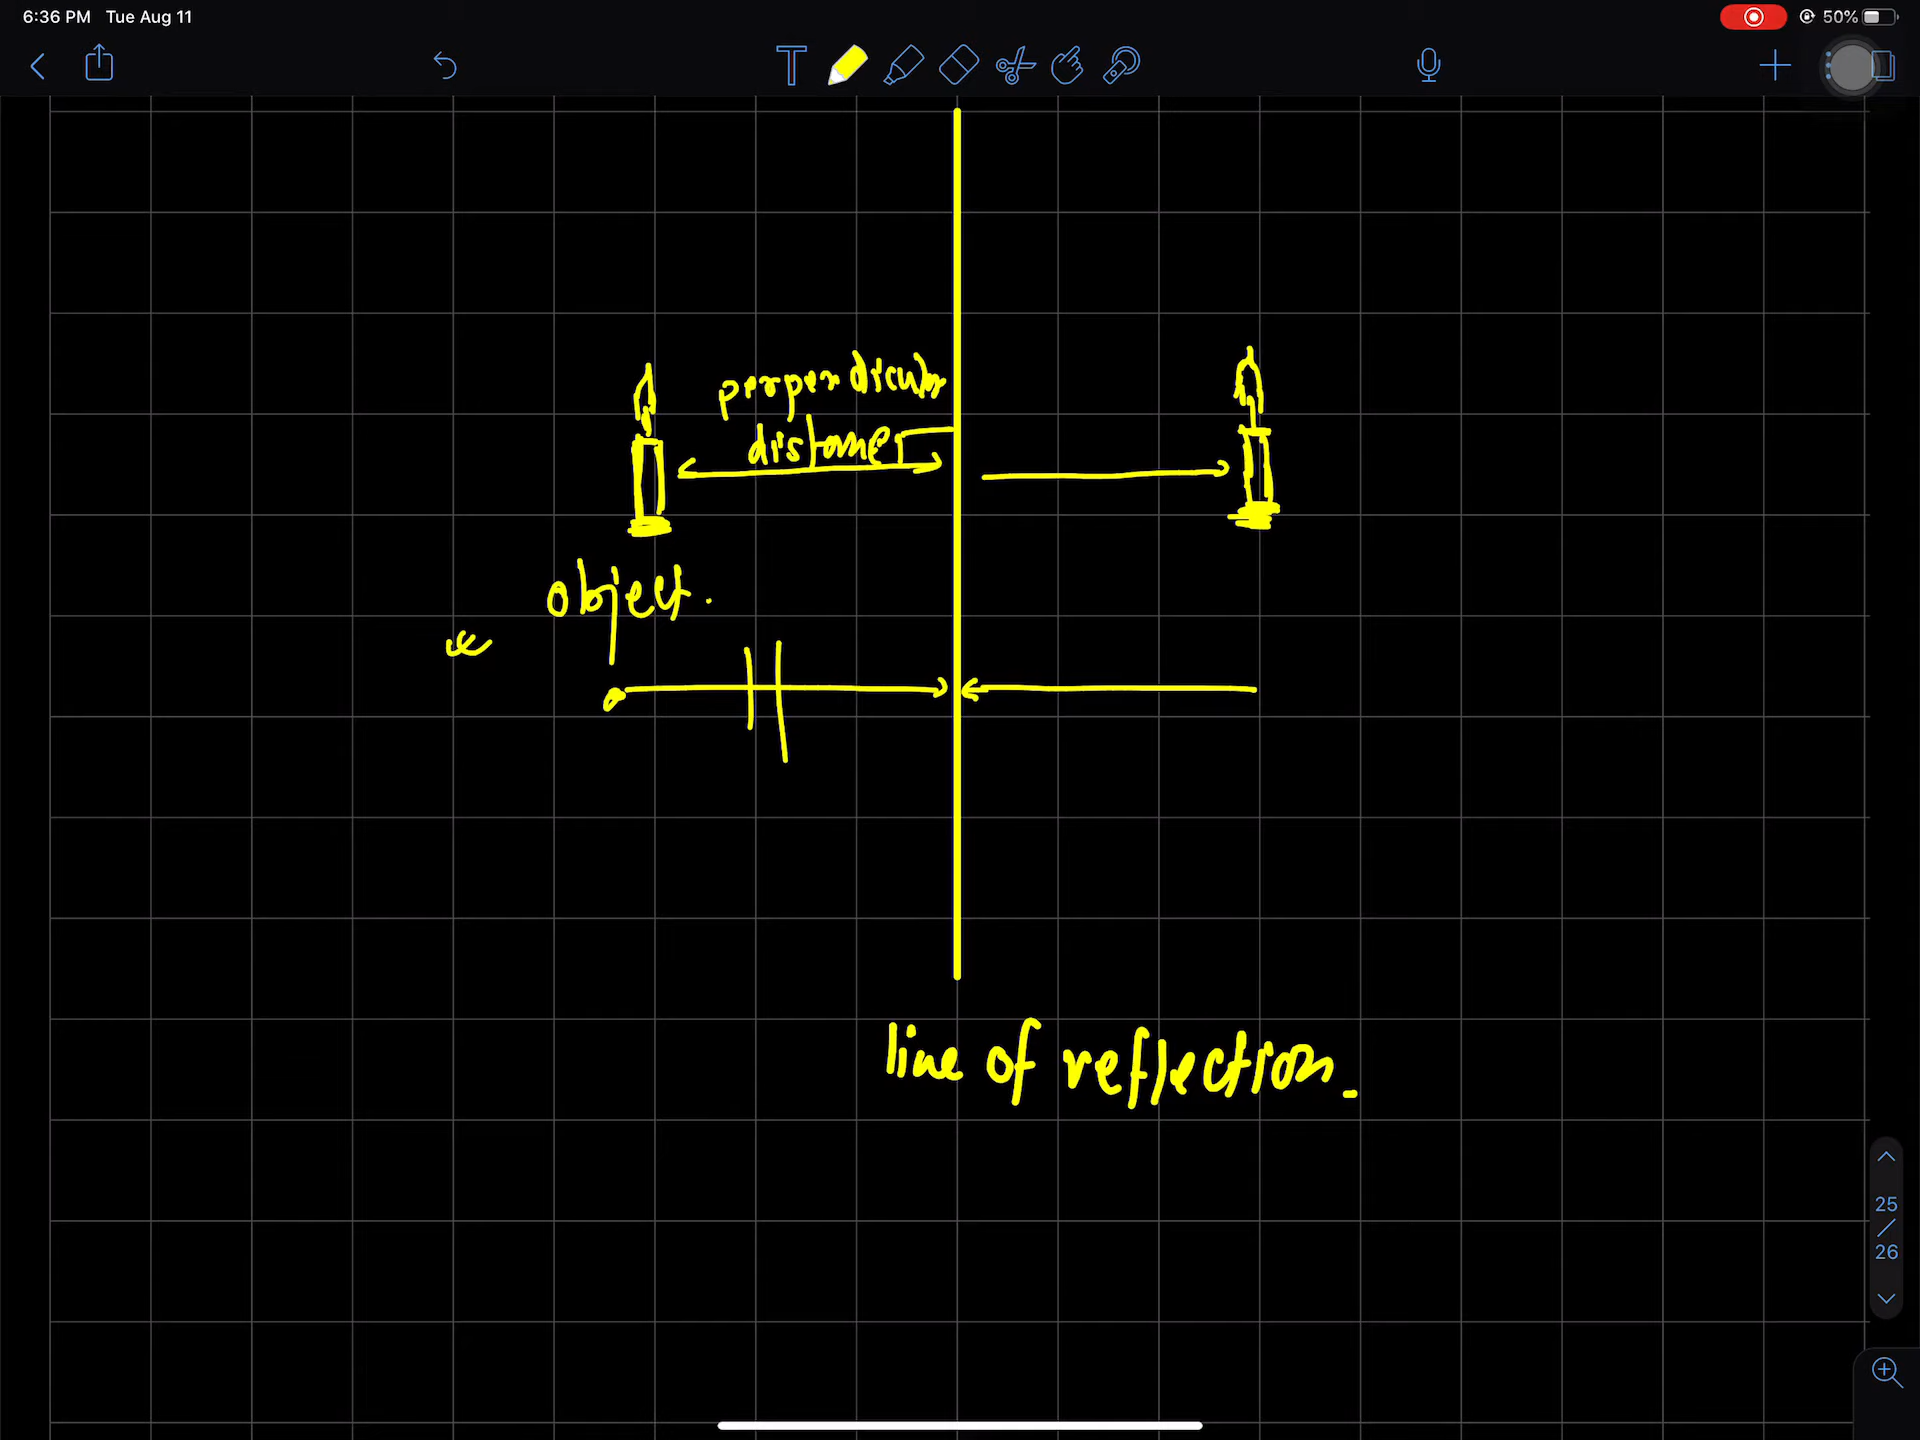 6:36 PM Tue Aug 11
50%
T
perpendicular
distance
object.
line of reflection.
25
/
26